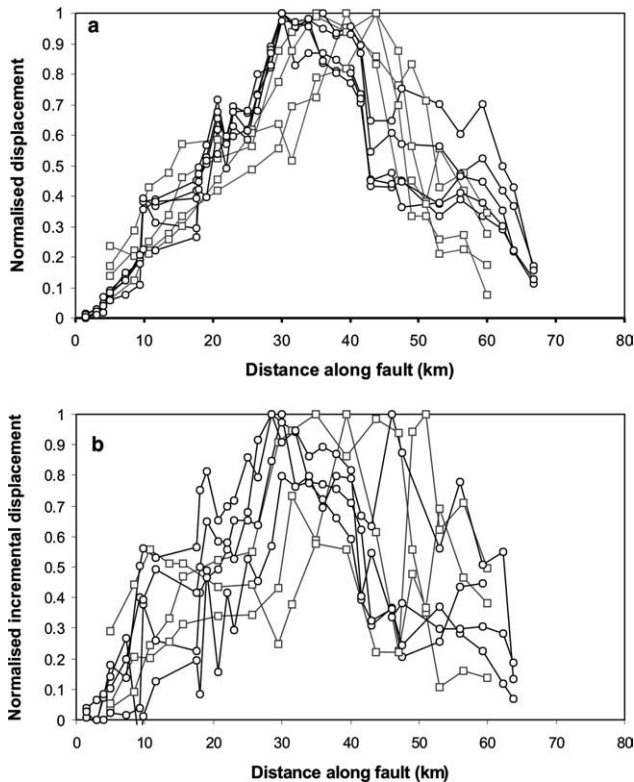 a
1
0.9
0.8
0.7
0.6
0.5
0.4
0.3
0.2
0.1
0
Normalised displacement
0 10 20 30 40 50 60 70 80
Distance along fault (km)
b
1
0.9
0.8
0.7
0.6
0.5
0.4
0.3
0.2
0.1
0
Normalised incremental displacement
0 10 20 30 40 50 60 70 80
Distance along fault (km)